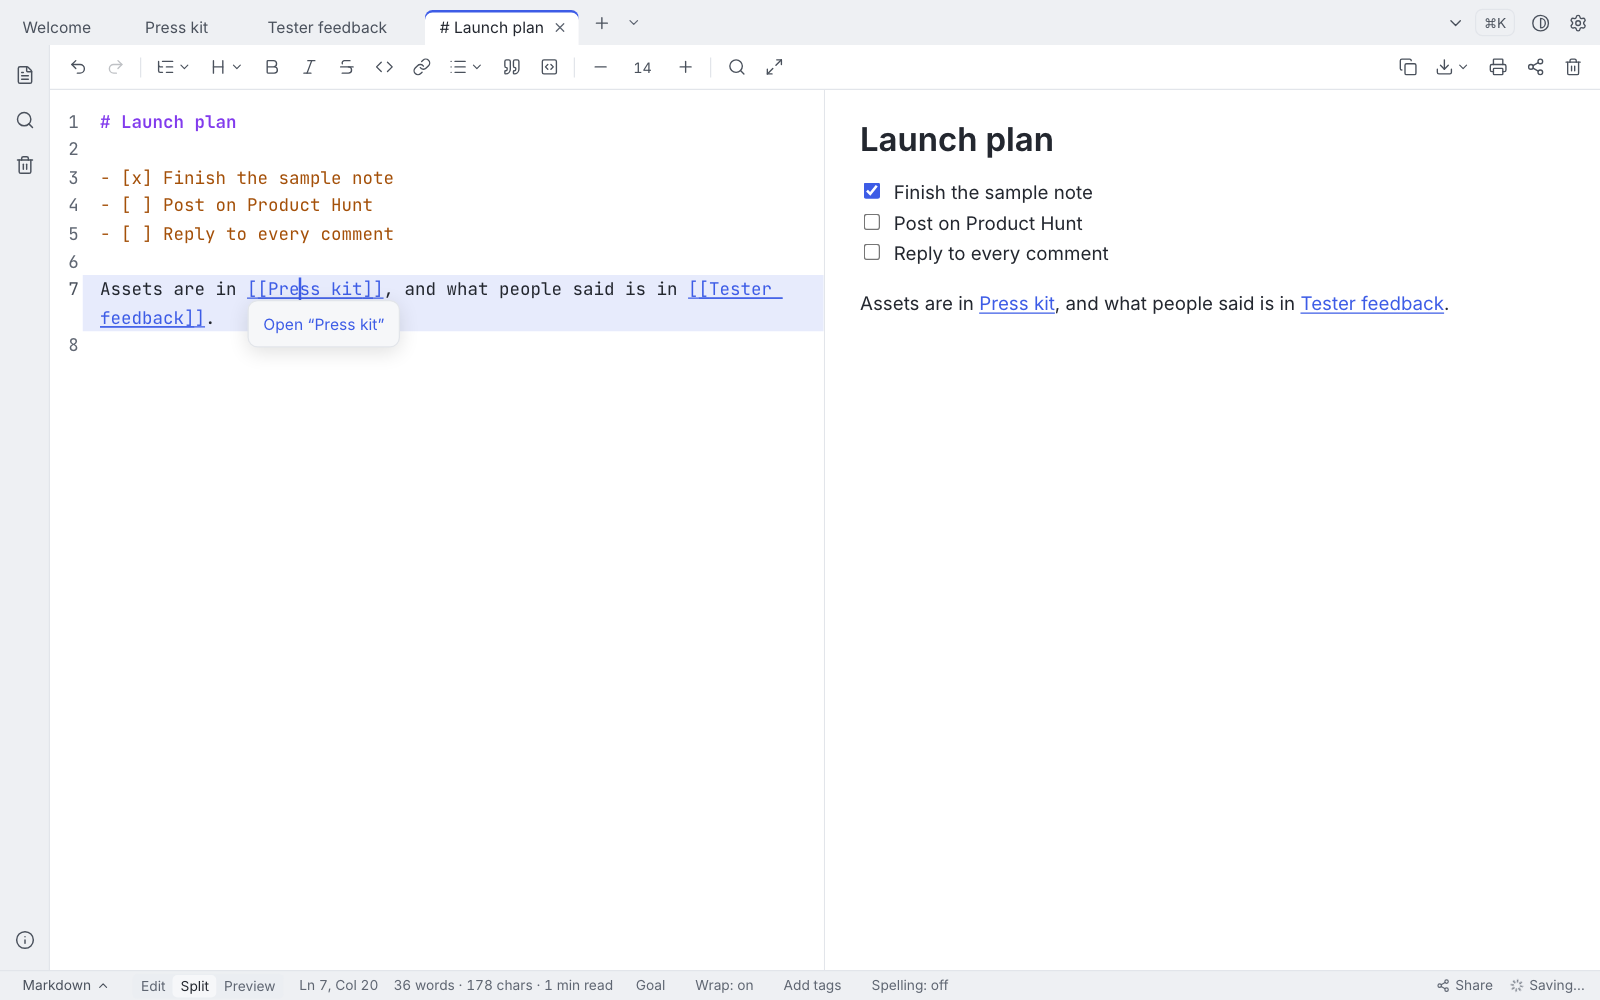 Welcome
Press kit
Tester feedback
# Launch plan
⌘K
14
1 # Launch plan
2
3 - [x] Finish the sample note
4 - [ ] Post on Product Hunt
5 - [ ] Reply to every comment
6
7 Assets are in [[Press kit]], and what people said is in [[Tester
feedback]].
8
Open “Press kit”
Launch plan
Finish the sample note
Post on Product Hunt
Reply to every comment
Assets are in Press kit, and what people said is in Tester feedback.
Markdown
Edit
Split
Preview
Ln 7, Col 20
36 words · 178 chars · 1 min read
Goal
Wrap: on
Add tags
Spelling: off
Share
Saving...